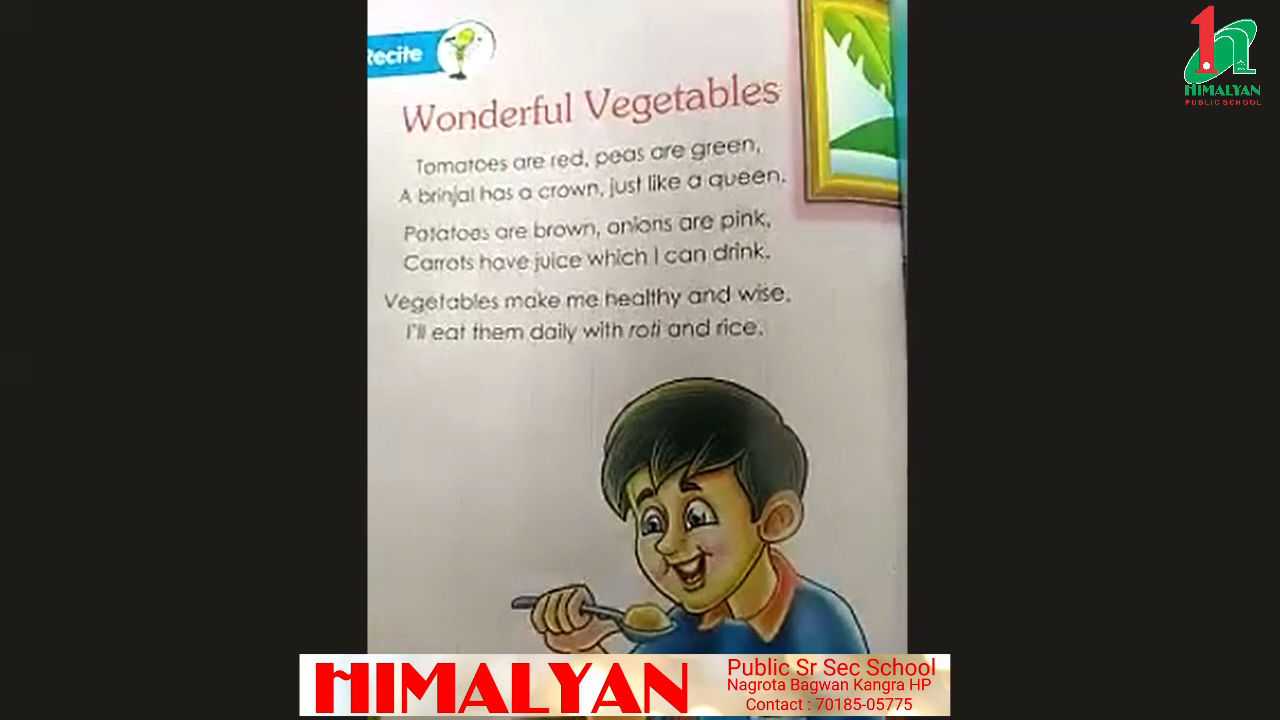 Recite
Wonderful Vegetables
Tomatoes are red, peas are green,
A brinjal has a crown, just like a queen.
Potatoes are brown, onions are pink,
Carrots have juice which I can drink.
Vegetables make me healthy and wise,
I'll eat them daily with roti and rice.
1h
HIMALYAN
PUBLIC SCHOOL
HIMALYAN
Public Sr Sec School
Nagrota Bagwan Kangra HP
Contact : 70185-05775